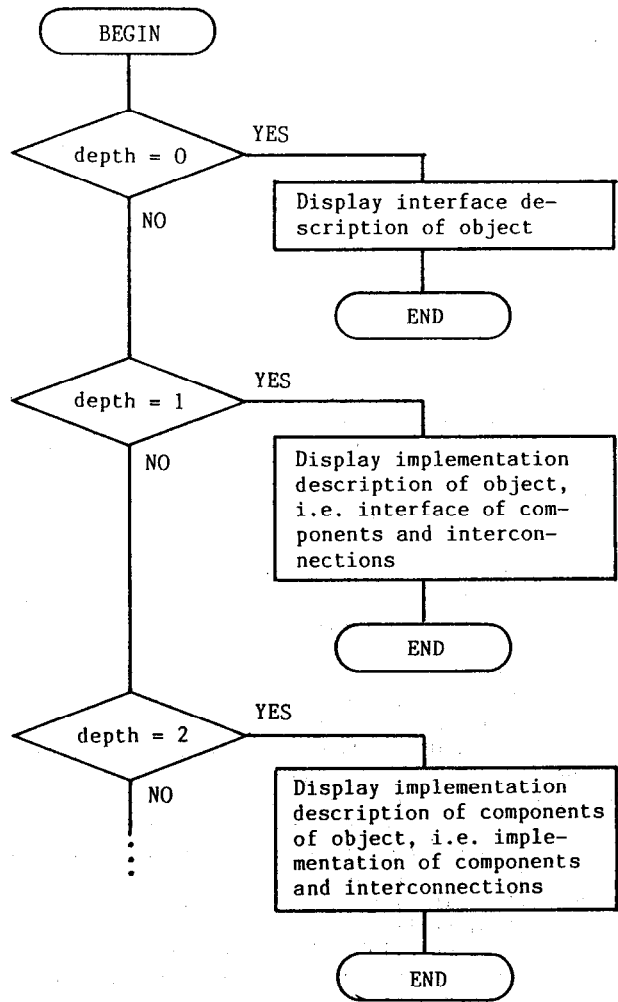 BEGIN
depth = 0
YES
NO
Display interface de-
scription of object
END
depth = 1
YES
NO
Display implementation
description of object,
i.e. interface of com-
ponents and intercon-
nections
END
depth = 2
YES
NO
Display implementation
description of components
of object, i.e. imple-
mentation of components
and interconnections
END